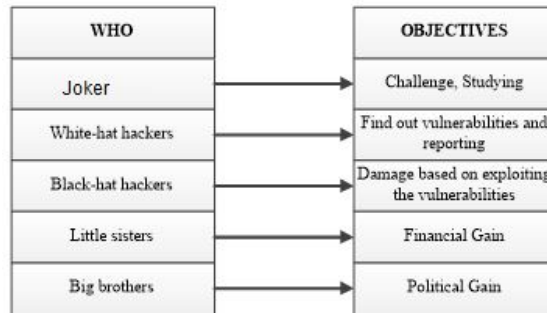 WHO
OBJECTIVES
Joker
Challenge, Studying
White-hat hackers
Find out vulnerabilities and
reporting
Black-hat hackers
Damage based on exploiting
the vulnerabilities
Little sisters
Financial Gain
Big brothers
Political Gain